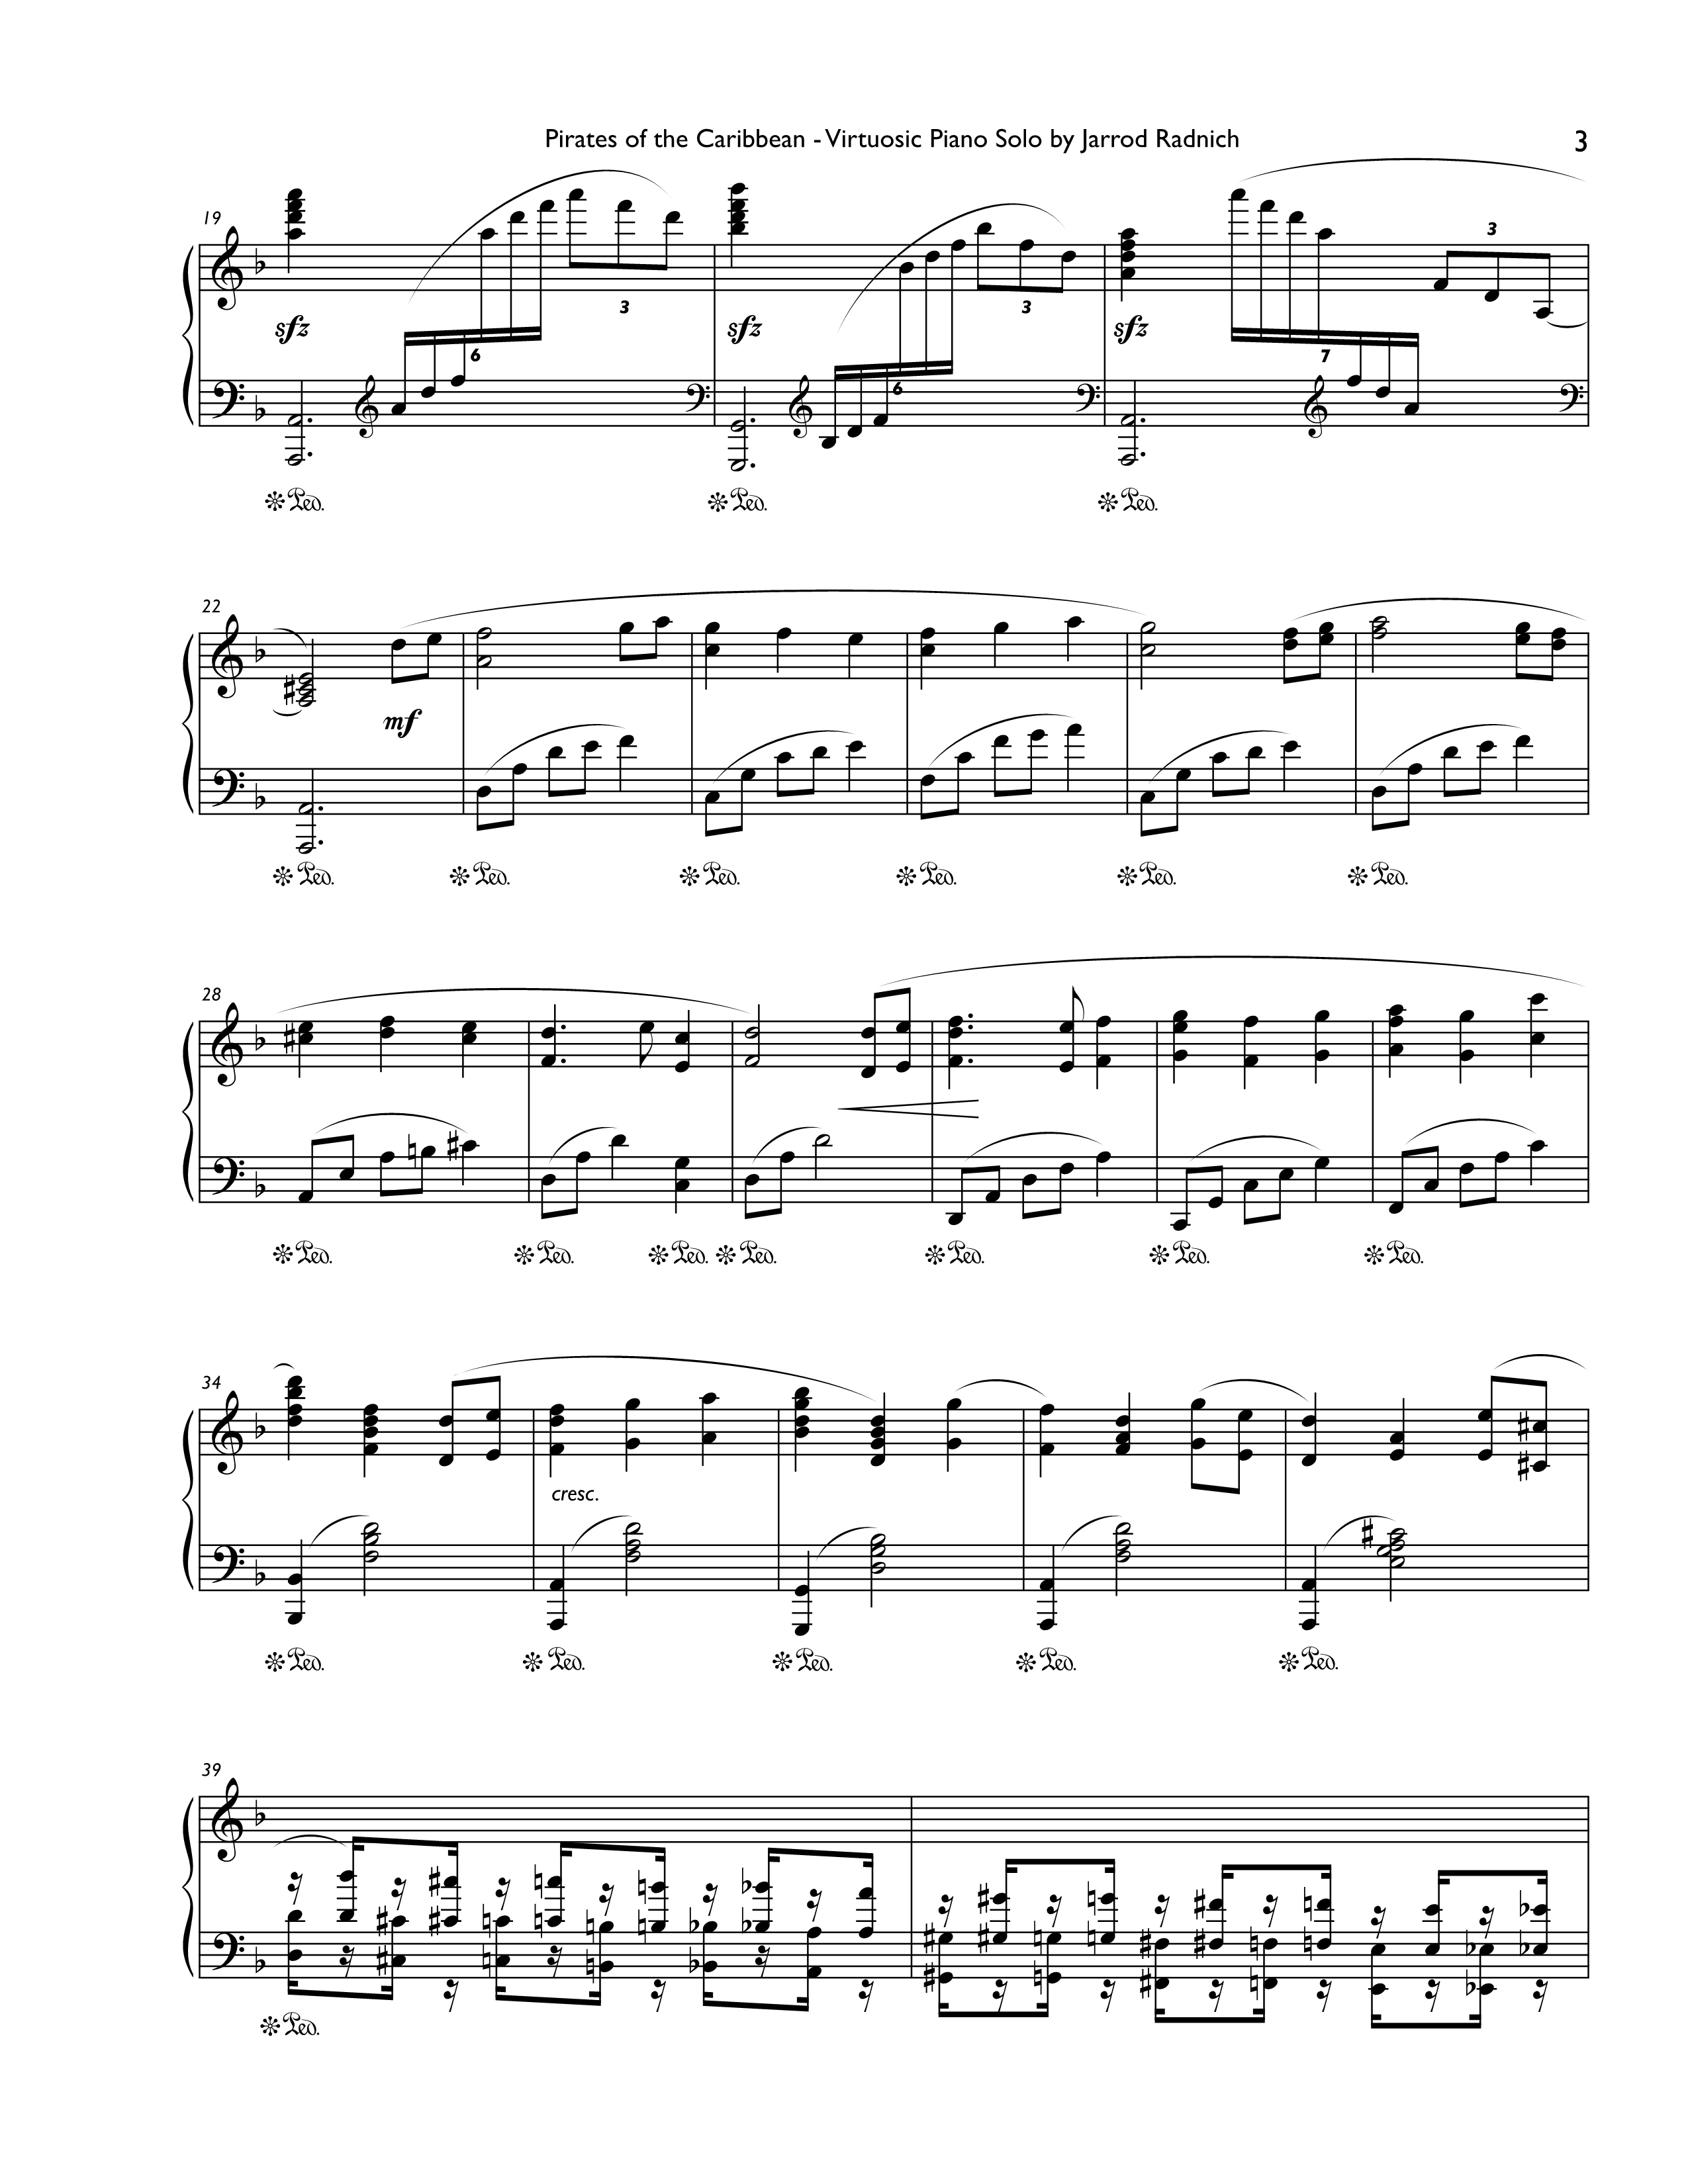 Pirates of the Caribbean - Virtuosic Piano Solo by Jarrod Radnich 3
19
3 3 3
sfz sfz sfz
6 6 7
Ped. Ped. Ped.
22
mf
Ped. Ped. Ped. Ped. Ped. Ped.
28
Ped. Ped. Ped. Ped. Ped. Ped. Ped.
34
cresc.
Ped. Ped. Ped. Ped. Ped.
39
Ped.